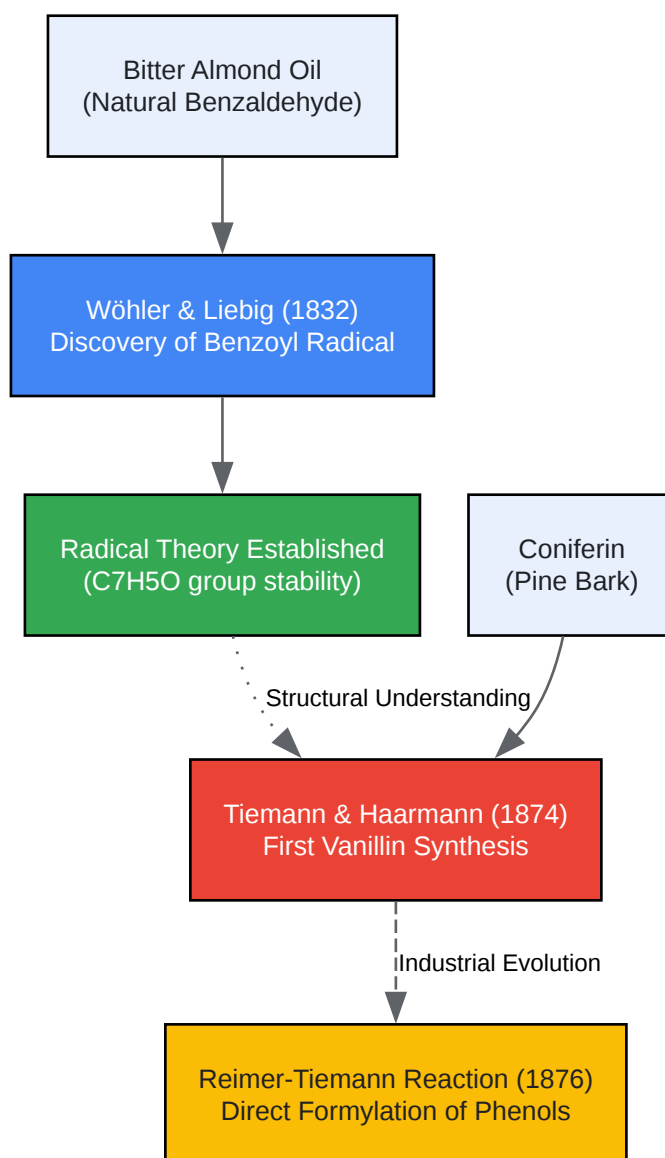 Bitter Almond Oil
(Natural Benzaldehyde)
Wöhler & Liebig (1832)
Discovery of Benzoyl Radical
Radical Theory Established
(C7H5O group stability)
Coniferin
(Pine Bark)
Structural Understanding
Tiemann & Haarmann (1874)
First Vanillin Synthesis
Industrial Evolution
Reimer-Tiemann Reaction (1876)
Direct Formylation of Phenols